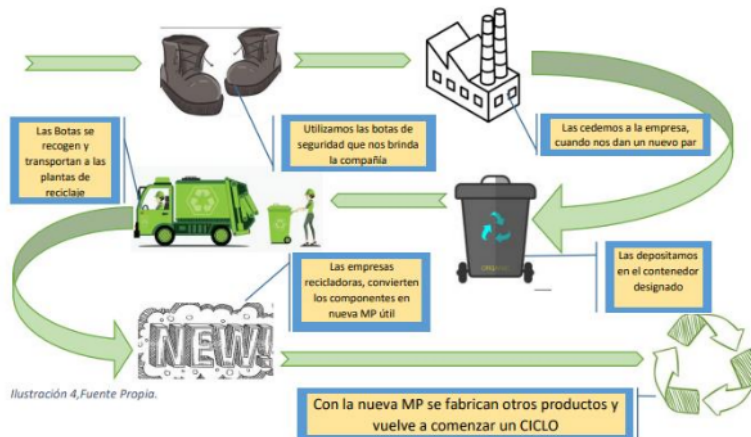 Las Botas se
recogen y
transportan a las
plantas de
reciclaje
Utilizamos las botas de
seguridad que nos brinda
la compañía
Las cedemos a la empresa,
cuando nos dan un nuevo par
ORGANIC
Las depositamos
en el contenedor
designado
Las empresas
recicladoras, convierten
los componentes en
nueva MP útil
NEW!
Ilustración 4,Fuente Propia.
Con la nueva MP se fabrican otros productos y
vuelve a comenzar un CICLO